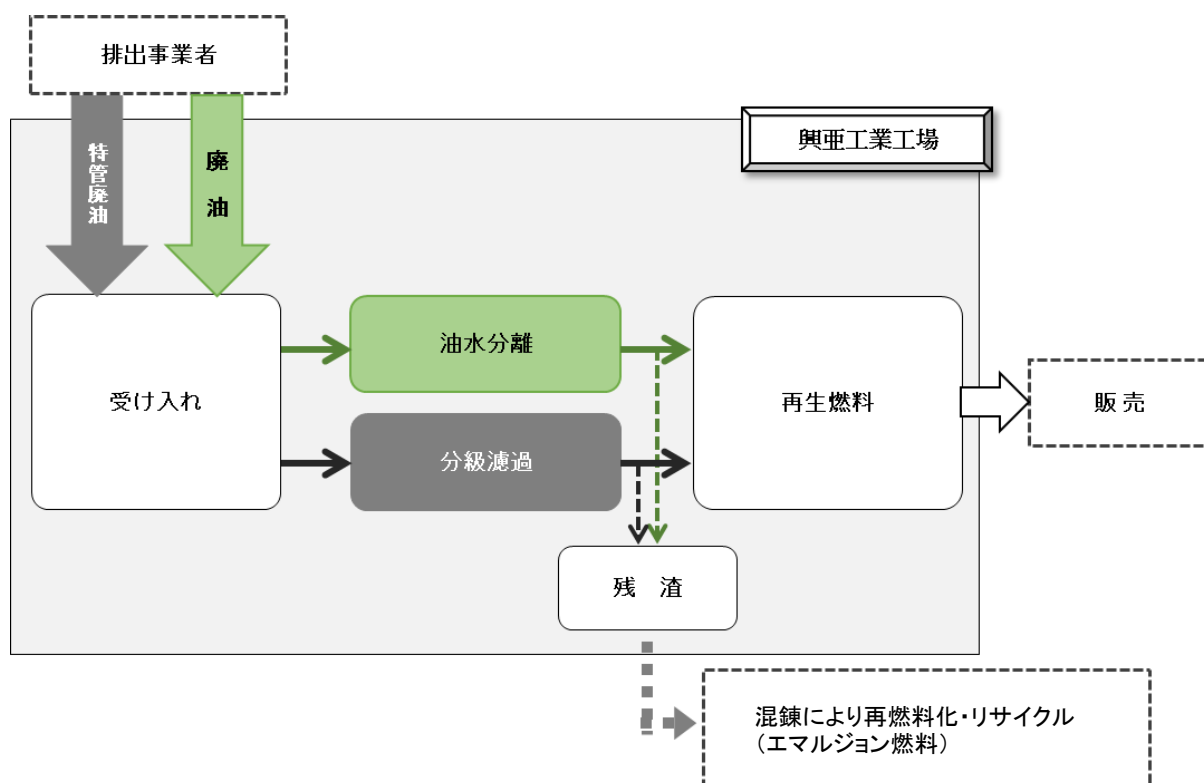 排出事業者
興亜工業工場
特管廃油
廃油
受け入れ
油水分離
再生燃料
販売
分級濾過
残　渣
混錬により再燃料化・リサイクル
（エマルジョン燃料）